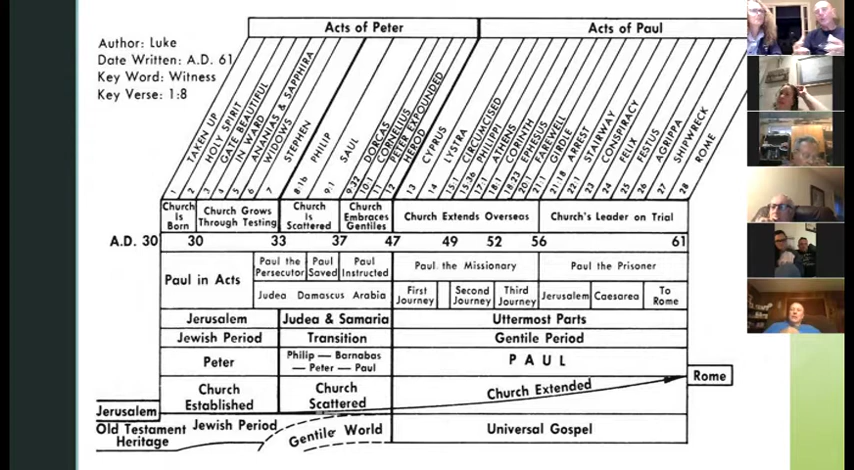 Acts of Peter
Acts of Paul
Author: Luke
Date Written: A.D. 61
Key Word: Witness
Key Verse: 1:8
TAKEN UP
HOLY SPIRIT
GATE BEAUTIFUL
IN WARD
ANANIAS & SAPPHIRA
WIDOWS
STEPHEN
PHILIP
SAUL
DORCAS
CORNELIUS
PETER EXPOUNDED
HEROD
CYPRUS
LYSTRA
CIRCUMCISED
PHILIPPI
ATHENS
CORINTH
EPHESUS
FAREWELL
GIRDLE
ARREST
STAIRWAY
CONSPIRACY
FELIX
FESTUS
AGRIPPA
SHIPWRECK
ROME
1 2 3 4 5 6 7 8:1b 9:1 9:32 10:1 11 12 13 14 15:1 15:36 17:1 18:1 18:23 20:1 21:1 21:18 22:1 23 24 25 26 27 28
Church Is Born
Church Grows Through Testing
Church Is Scattered
Church Embraces Gentiles
Church Extends Overseas
Church's Leader on Trial
A.D. 30 30 33 37 47 49 52 56 61
Paul in Acts
Paul the Persecutor
Paul Saved
Paul Instructed
Paul the Missionary
Paul the Prisoner
Judea Damascus Arabia
First Journey
Second Journey
Third Journey
Jerusalem
Caesarea
To Rome
Jerusalem
Judea & Samaria
Uttermost Parts
Jewish Period
Transition
Gentile Period
Peter
Philip — Barnabas
— Peter — Paul
PAUL
Rome
Church Established
Church Scattered
Church Extended
Jerusalem
Old Testament Heritage
Jewish Period
Gentile World
Universal Gospel